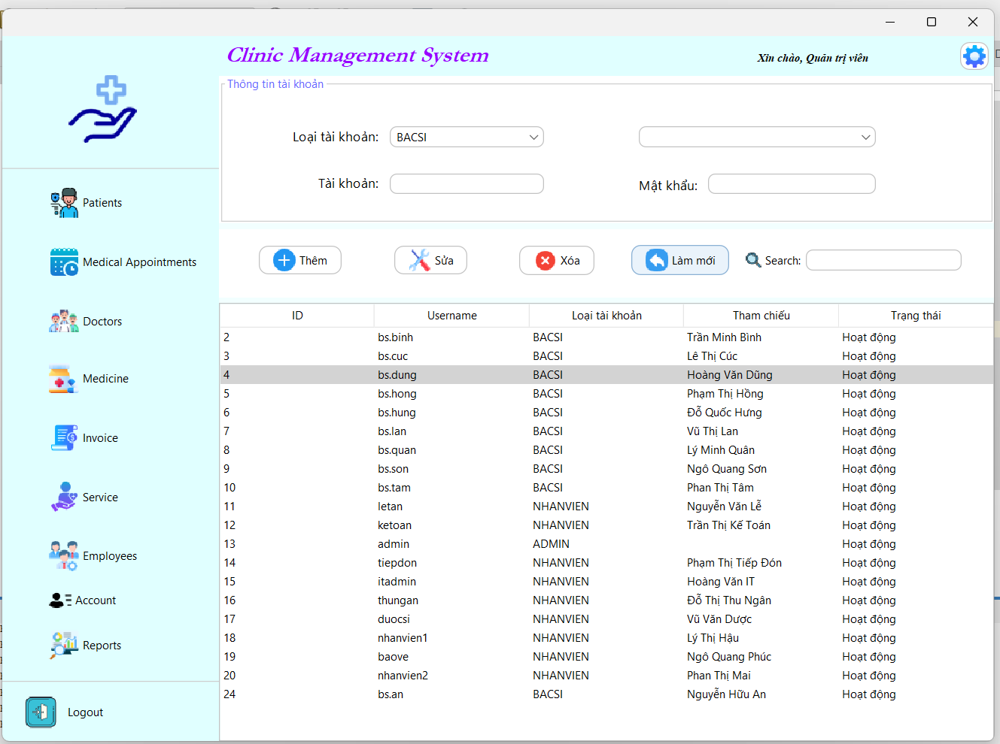 Clinic Management System
Xin chào, Quản trị viên
Thông tin tài khoản
Loại tài khoản: BACSI
Tài khoản:
Mật khẩu:
Thêm
Sửa
Xóa
Làm mới
Search:
Patients
Medical Appointments
Doctors
Medicine
Invoice
Service
Employees
Account
Reports
Logout
ID Username Loại tài khoản Tham chiếu Trạng thái
2 bs.binh BACSI Trần Minh Bình Hoạt động
3 bs.cuc BACSI Lê Thị Cúc Hoạt động
4 bs.dung BACSI Hoàng Văn Dũng Hoạt động
5 bs.hong BACSI Phạm Thị Hồng Hoạt động
6 bs.hung BACSI Đỗ Quốc Hưng Hoạt động
7 bs.lan BACSI Vũ Thị Lan Hoạt động
8 bs.quan BACSI Lý Minh Quân Hoạt động
9 bs.son BACSI Ngô Quang Sơn Hoạt động
10 bs.tam BACSI Phan Thị Tâm Hoạt động
11 letan NHANVIEN Nguyễn Văn Lễ Hoạt động
12 ketoan NHANVIEN Trần Thị Kế Toán Hoạt động
13 admin ADMIN Hoạt động
14 tiepdon NHANVIEN Phạm Thị Tiếp Đón Hoạt động
15 itadmin NHANVIEN Hoàng Văn IT Hoạt động
16 thungan NHANVIEN Đỗ Thị Thu Ngân Hoạt động
17 duocsi NHANVIEN Vũ Văn Dược Hoạt động
18 nhanvien1 NHANVIEN Lý Thị Hậu Hoạt động
19 baove NHANVIEN Ngô Quang Phúc Hoạt động
20 nhanvien2 NHANVIEN Phan Thị Mai Hoạt động
24 bs.an BACSI Nguyễn Hữu An Hoạt động